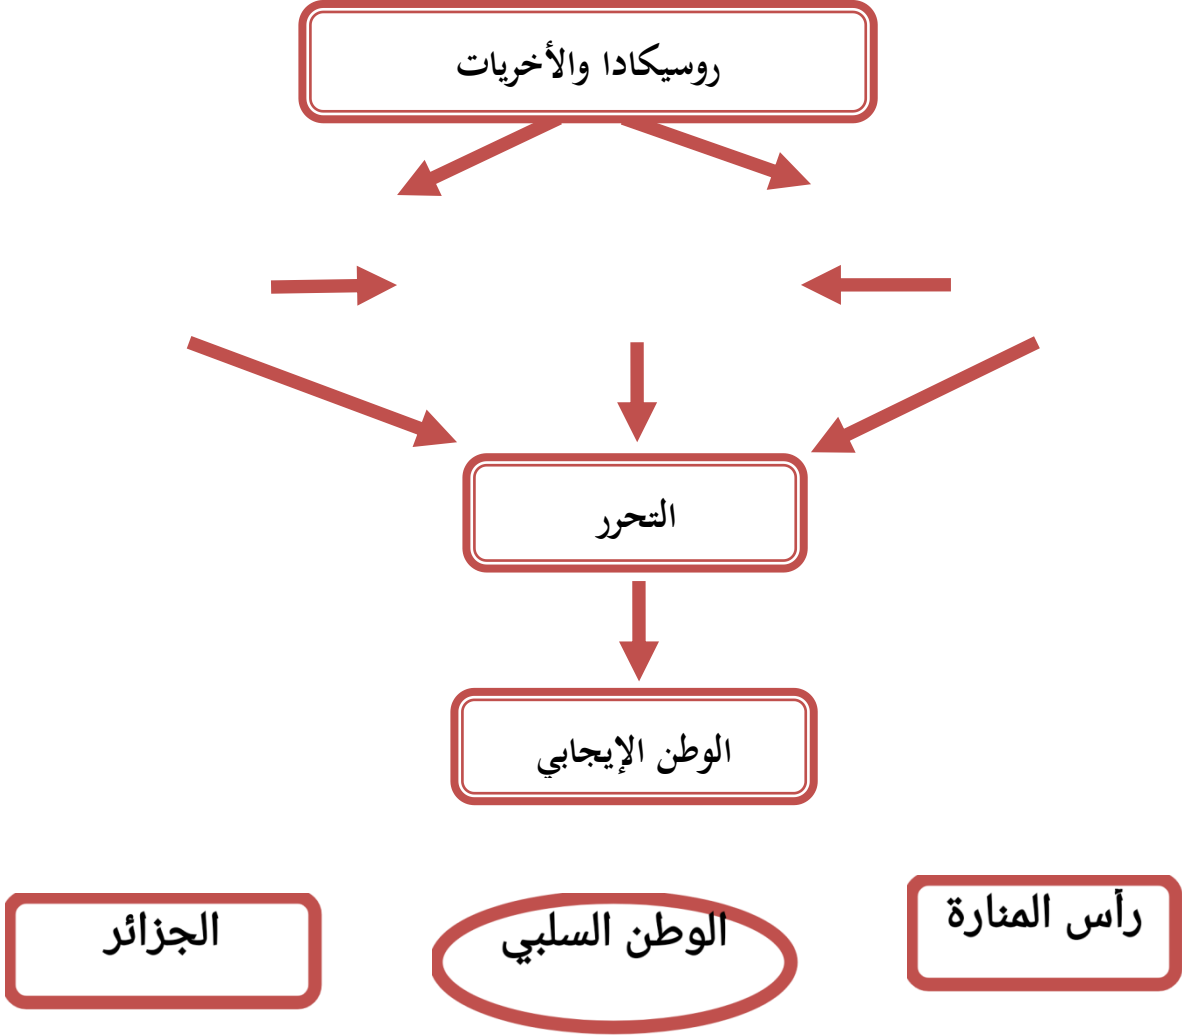 روسيكادا والأخريات
التحرر
الوطن الإيجابي
رأس المنارة
الوطن السلبي
الجزائر